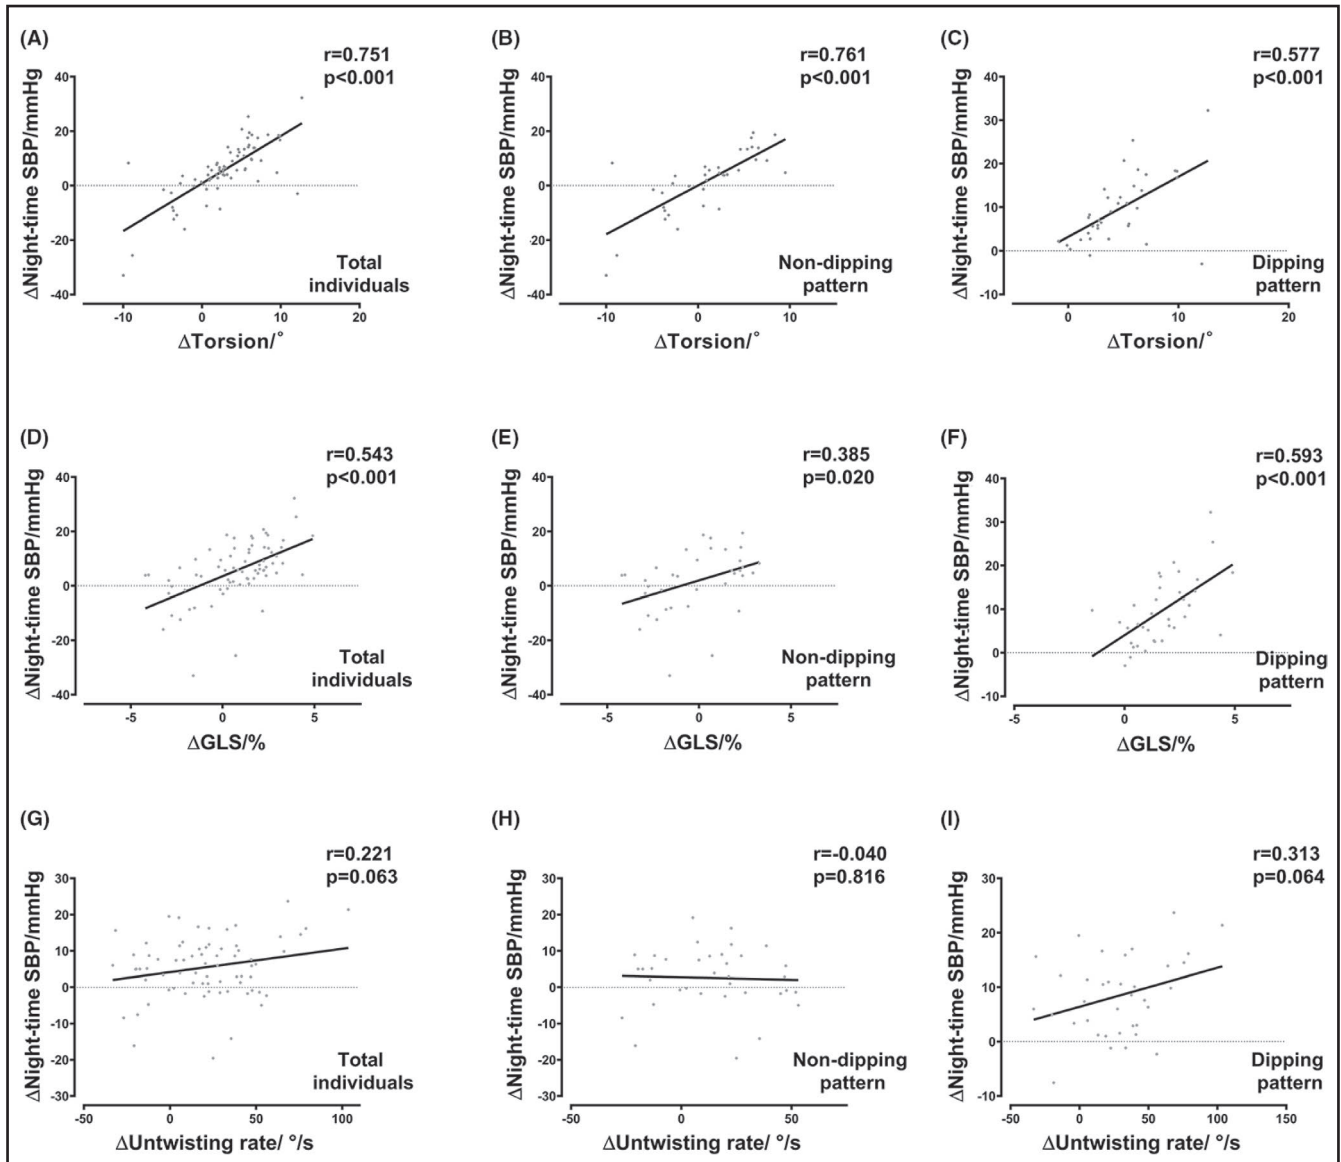 (A)
r=0.751
p<0.001
ΔNight-time SBP/mmHg
40
20
0
-20
-40
Total
individuals
-10
0
10
20
ΔTorsion/°
(B)
r=0.761
p<0.001
ΔNight-time SBP/mmHg
40
20
0
-20
-40
Non-dipping
pattern
-10
0
10
ΔTorsion/°
(C)
r=0.577
p<0.001
ΔNight-time SBP/mmHg
40
30
20
10
0
-10
Dipping
pattern
0
10
20
ΔTorsion/°
(D)
r=0.543
p<0.001
ΔNight-time SBP/mmHg
40
20
0
-20
-40
Total
individuals
-5
0
5
ΔGLS/%
(E)
r=0.385
p=0.020
ΔNight-time SBP/mmHg
40
20
0
-20
-40
Non-dipping
pattern
-5
0
5
ΔGLS/%
(F)
r=0.593
p<0.001
ΔNight-time SBP/mmHg
40
30
20
10
0
-10
Dipping
pattern
-5
0
5
ΔGLS/%
(G)
r=0.221
p=0.063
ΔNight-time SBP/mmHg
30
20
10
0
-10
-20
-30
Total
individuals
-50
0
50
100
ΔUntwisting rate/ °/s
(H)
r=-0.040
p=0.816
ΔNight-time SBP/mmHg
30
20
10
0
-10
-20
-30
Non-dipping
pattern
-50
0
50
ΔUntwisting rate/ °/s
(I)
r=0.313
p=0.064
ΔNight-time SBP/mmHg
30
20
10
0
-10
Dipping
pattern
-50
0
50
100
150
ΔUntwisting rate/ °/s